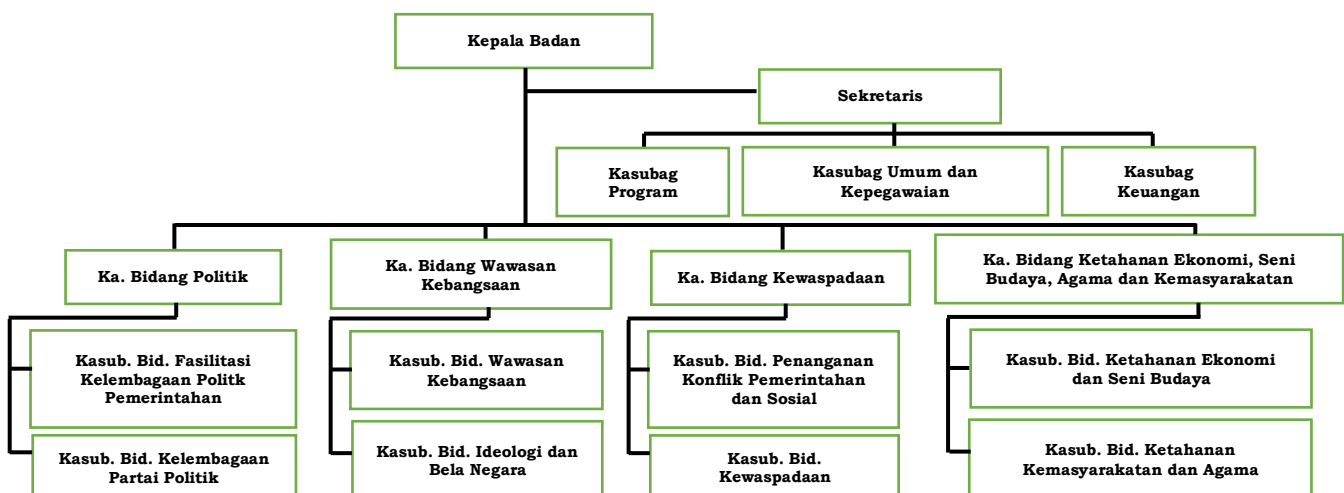 Kepala Badan
Sekretaris
Kasubag
Program
Kasubag Umum dan
Kepegawaian
Kasubag
Keuangan
Ka. Bidang Politik
Ka. Bidang Wawasan
Kebangsaan
Ka. Bidang Kewaspadaan
Ka. Bidang Ketahanan Ekonomi, Seni
Budaya, Agama dan Kemasyarakatan
Kasub. Bid. Fasilitasi
Kelembagaan Politk
Pemerintahan
Kasub. Bid. Wawasan
Kebangsaan
Kasub. Bid. Penanganan
Konflik Pemerintahan
dan Sosial
Kasub. Bid. Ketahanan Ekonomi
dan Seni Budaya
Kasub. Bid. Kelembagaan
Partai Politik
Kasub. Bid. Ideologi dan
Bela Negara
Kasub. Bid.
Kewaspadaan
Kasub. Bid. Ketahanan
Kemasyarakatan dan Agama